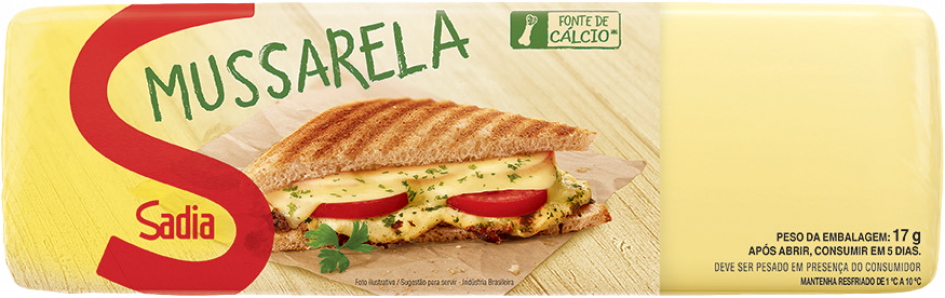 MUSSARELA
FONTE DE
CÁLCIO
Sadia
Foto ilustrativa / Sugestão para servir - Indústria Brasileira
PESO DA EMBALAGEM: 17 g
APÓS ABRIR, CONSUMIR EM 5 DIAS.
DEVE SER PESADO EM PRESENÇA DO CONSUMIDOR
MANTENHA RESFRIADO DE 1 °C A 10 °C